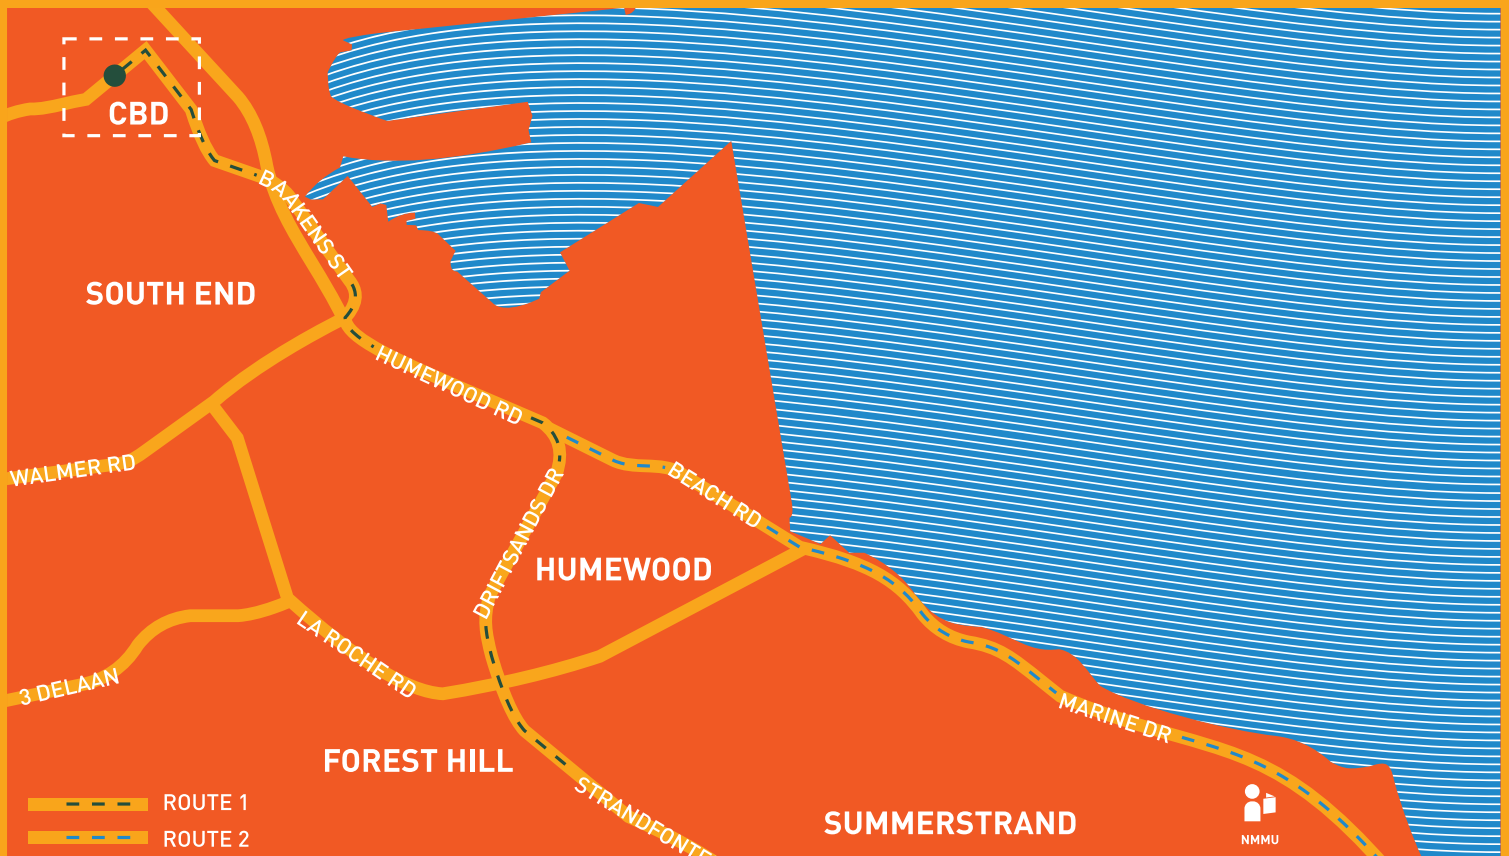 CBD
BAAKENS ST
SOUTH END
HUMEWOOD RD
WALMER RD
BEACH RD
DRIFTSANDS DR
HUMEWOOD
LA ROCHE RD
3 DELAAN
MARINE DR
FOREST HILL
STRANDFONTE
SUMMERSTRAND
NMMU
ROUTE 1
ROUTE 2